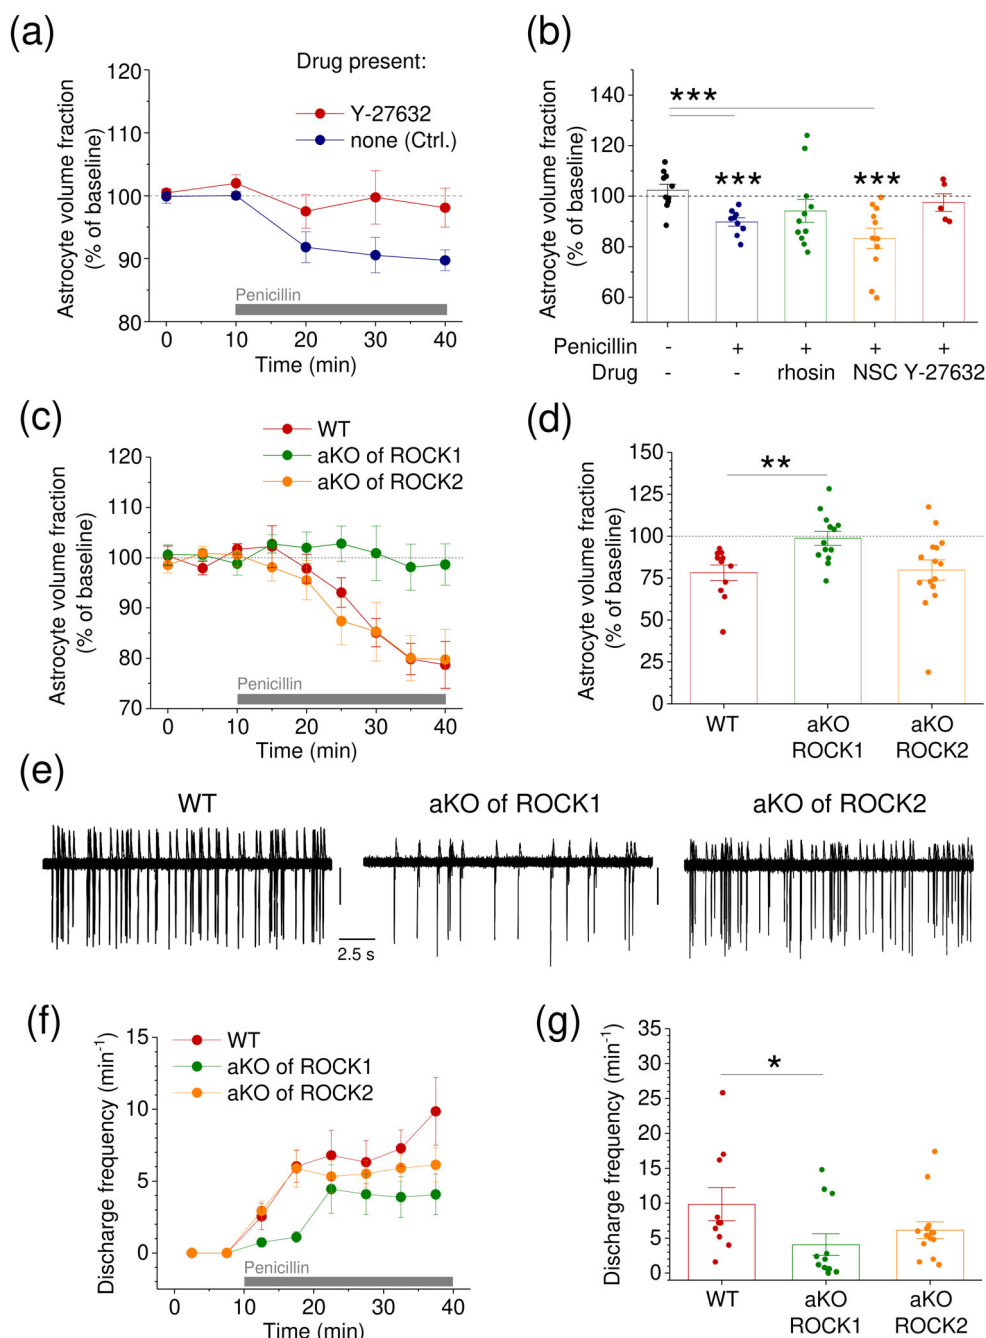 (a)
Drug present:
Y-27632
none (Ctrl.)
Astrocyte volume fraction
(% of baseline)
120
110
100
90
80
Penicillin
0 10 20 30 40
Time (min)
(b)
Astrocyte volume fraction
(% of baseline)
140
120
100
80
60
***
*** ***
Penicillin - + + + +
Drug - - rhosin NSC Y-27632
(c)
WT
aKO of ROCK1
aKO of ROCK2
Astrocyte volume fraction
(% of baseline)
120
110
100
90
80
70
Penicillin
0 10 20 30 40
Time (min)
(d)
Astrocyte volume fraction
(% of baseline)
150
125
100
75
50
25
0
**
WT aKO aKO
ROCK1 ROCK2
(e)
WT aKO of ROCK1 aKO of ROCK2
2.5 s
(f)
WT
aKO of ROCK1
aKO of ROCK2
Discharge frequency (min-1)
15
10
5
0
Penicillin
0 10 20 30 40
Time (min)
(g)
Discharge frequency (min-1)
35
30
25
20
15
10
5
0
*
WT aKO aKO
ROCK1 ROCK2